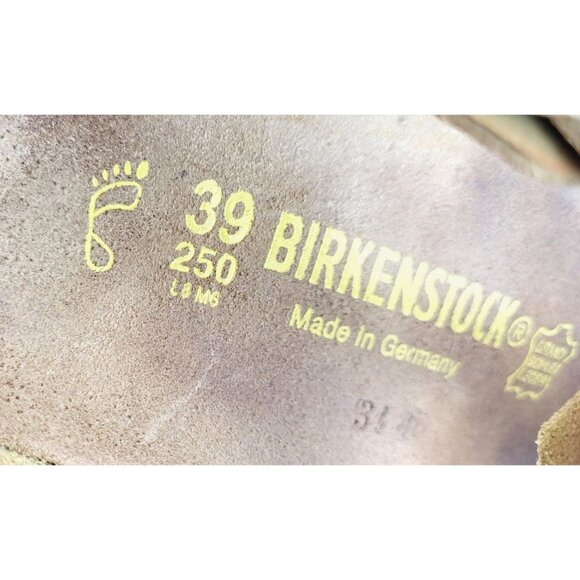 39
250
L8 M6
BIRKENSTOCK®
Made in Germany